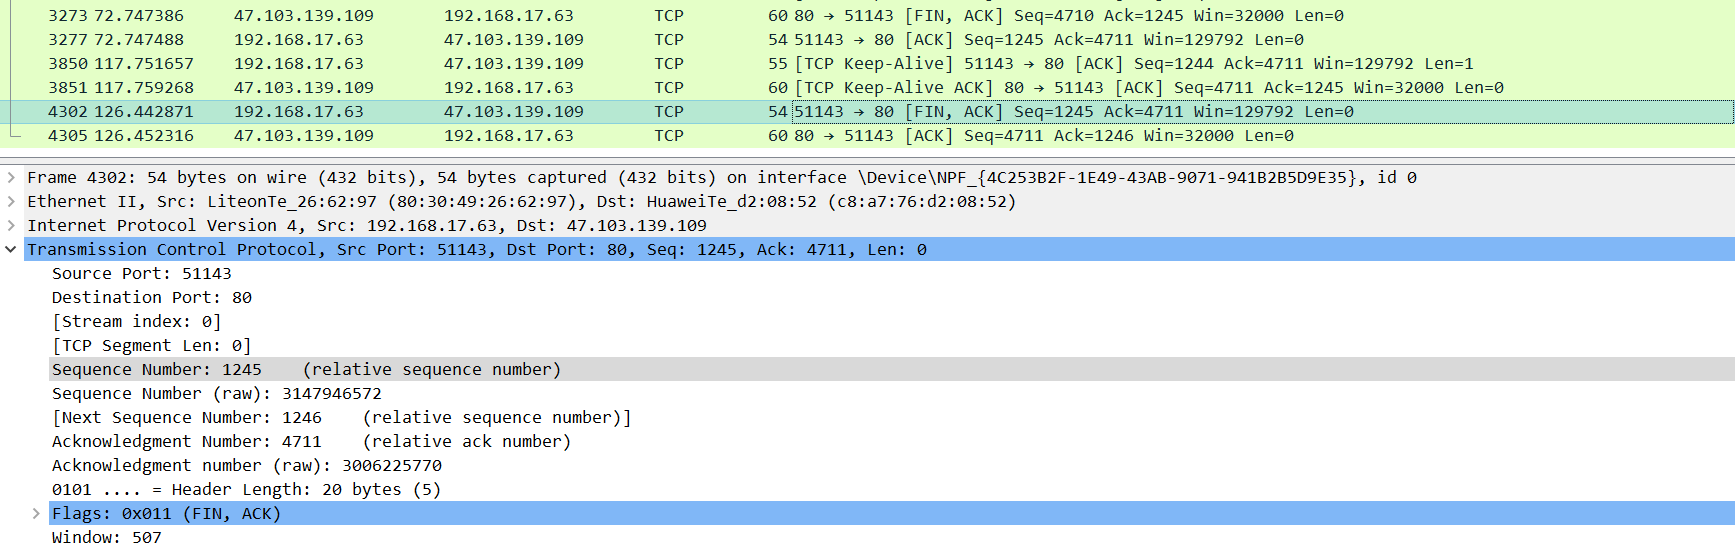 3273 72.747386 47.103.139.109 192.168.17.63 TCP 60 80 → 51143 [FIN, ACK] Seq=4710 Ack=1245 Win=32000 Len=0
3277 72.747488 192.168.17.63 47.103.139.109 TCP 54 51143 → 80 [ACK] Seq=1245 Ack=4711 Win=129792 Len=0
3850 117.751657 192.168.17.63 47.103.139.109 TCP 55 [TCP Keep-Alive] 51143 → 80 [ACK] Seq=1244 Ack=4711 Win=129792 Len=1
3851 117.759268 47.103.139.109 192.168.17.63 TCP 60 [TCP Keep-Alive ACK] 80 → 51143 [ACK] Seq=4711 Ack=1245 Win=32000 Len=0
4302 126.442871 192.168.17.63 47.103.139.109 TCP 54 51143 → 80 [FIN, ACK] Seq=1245 Ack=4711 Win=129792 Len=0
4305 126.452316 47.103.139.109 192.168.17.63 TCP 60 80 → 51143 [ACK] Seq=4711 Ack=1246 Win=32000 Len=0
Frame 4302: 54 bytes on wire (432 bits), 54 bytes captured (432 bits) on interface \Device\NPF_{4C253B2F-1E49-43AB-9071-941B2B5D9E35}, id 0
Ethernet II, Src: LiteonTe_26:62:97 (80:30:49:26:62:97), Dst: HuaweiTe_d2:08:52 (c8:a7:76:d2:08:52)
Internet Protocol Version 4, Src: 192.168.17.63, Dst: 47.103.139.109
Transmission Control Protocol, Src Port: 51143, Dst Port: 80, Seq: 1245, Ack: 4711, Len: 0
Source Port: 51143
Destination Port: 80
[Stream index: 0]
[TCP Segment Len: 0]
Sequence Number: 1245 (relative sequence number)
Sequence Number (raw): 3147946572
[Next Sequence Number: 1246 (relative sequence number)]
Acknowledgment Number: 4711 (relative ack number)
Acknowledgment number (raw): 3006225770
0101 .... = Header Length: 20 bytes (5)
Flags: 0x011 (FIN, ACK)
Window: 507